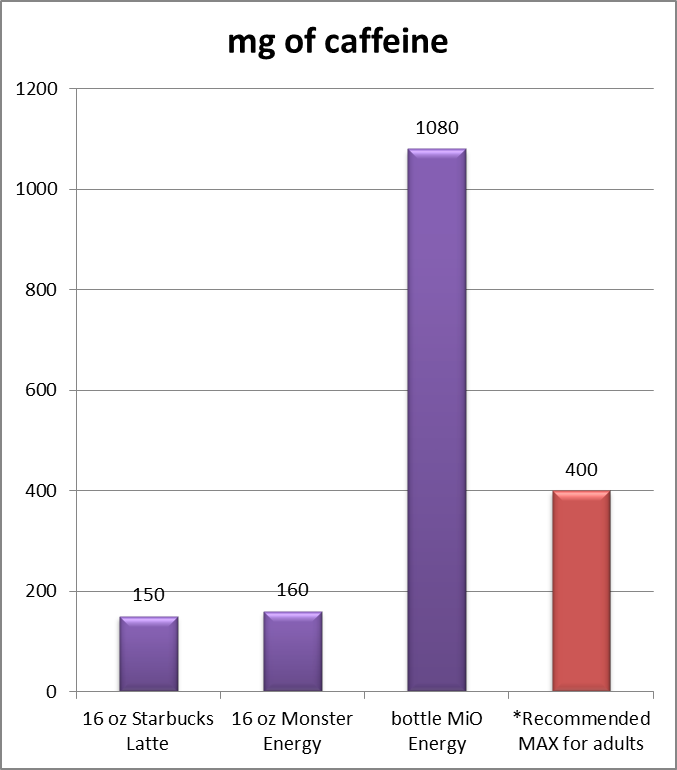 mg of caffeine
1200
1000
800
600
400
200
0
150
160
1080
400
16 oz Starbucks
Latte
16 oz Monster
Energy
bottle MiO
Energy
*Recommended
MAX for adults